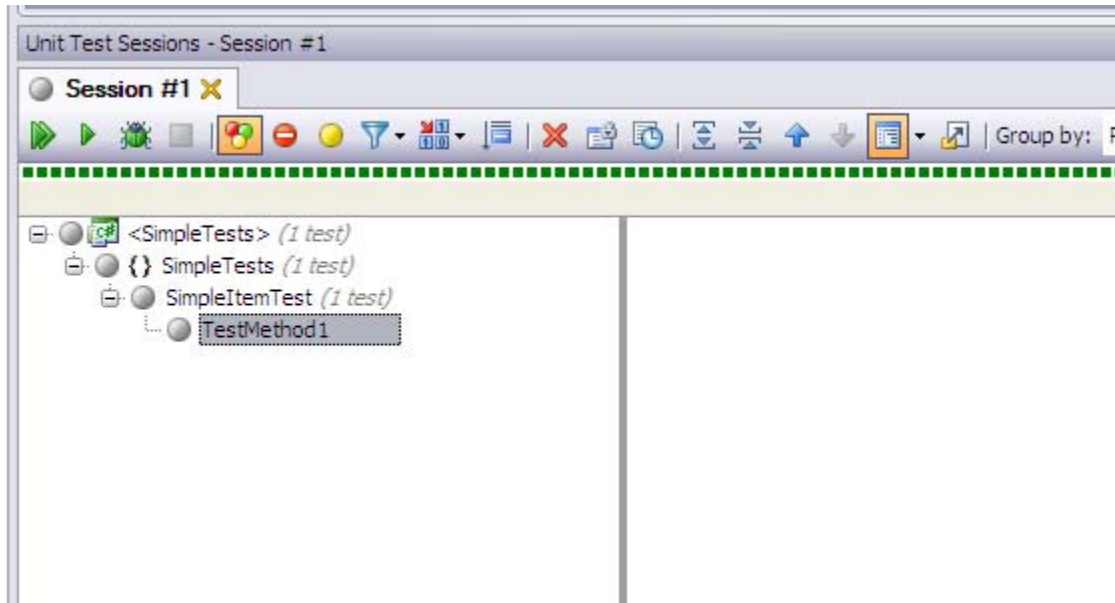 Unit Test Sessions - Session #1
Session #1
Group by:
<SimpleTests> (1 test)
{} SimpleTests (1 test)
SimpleItemTest (1 test)
TestMethod1